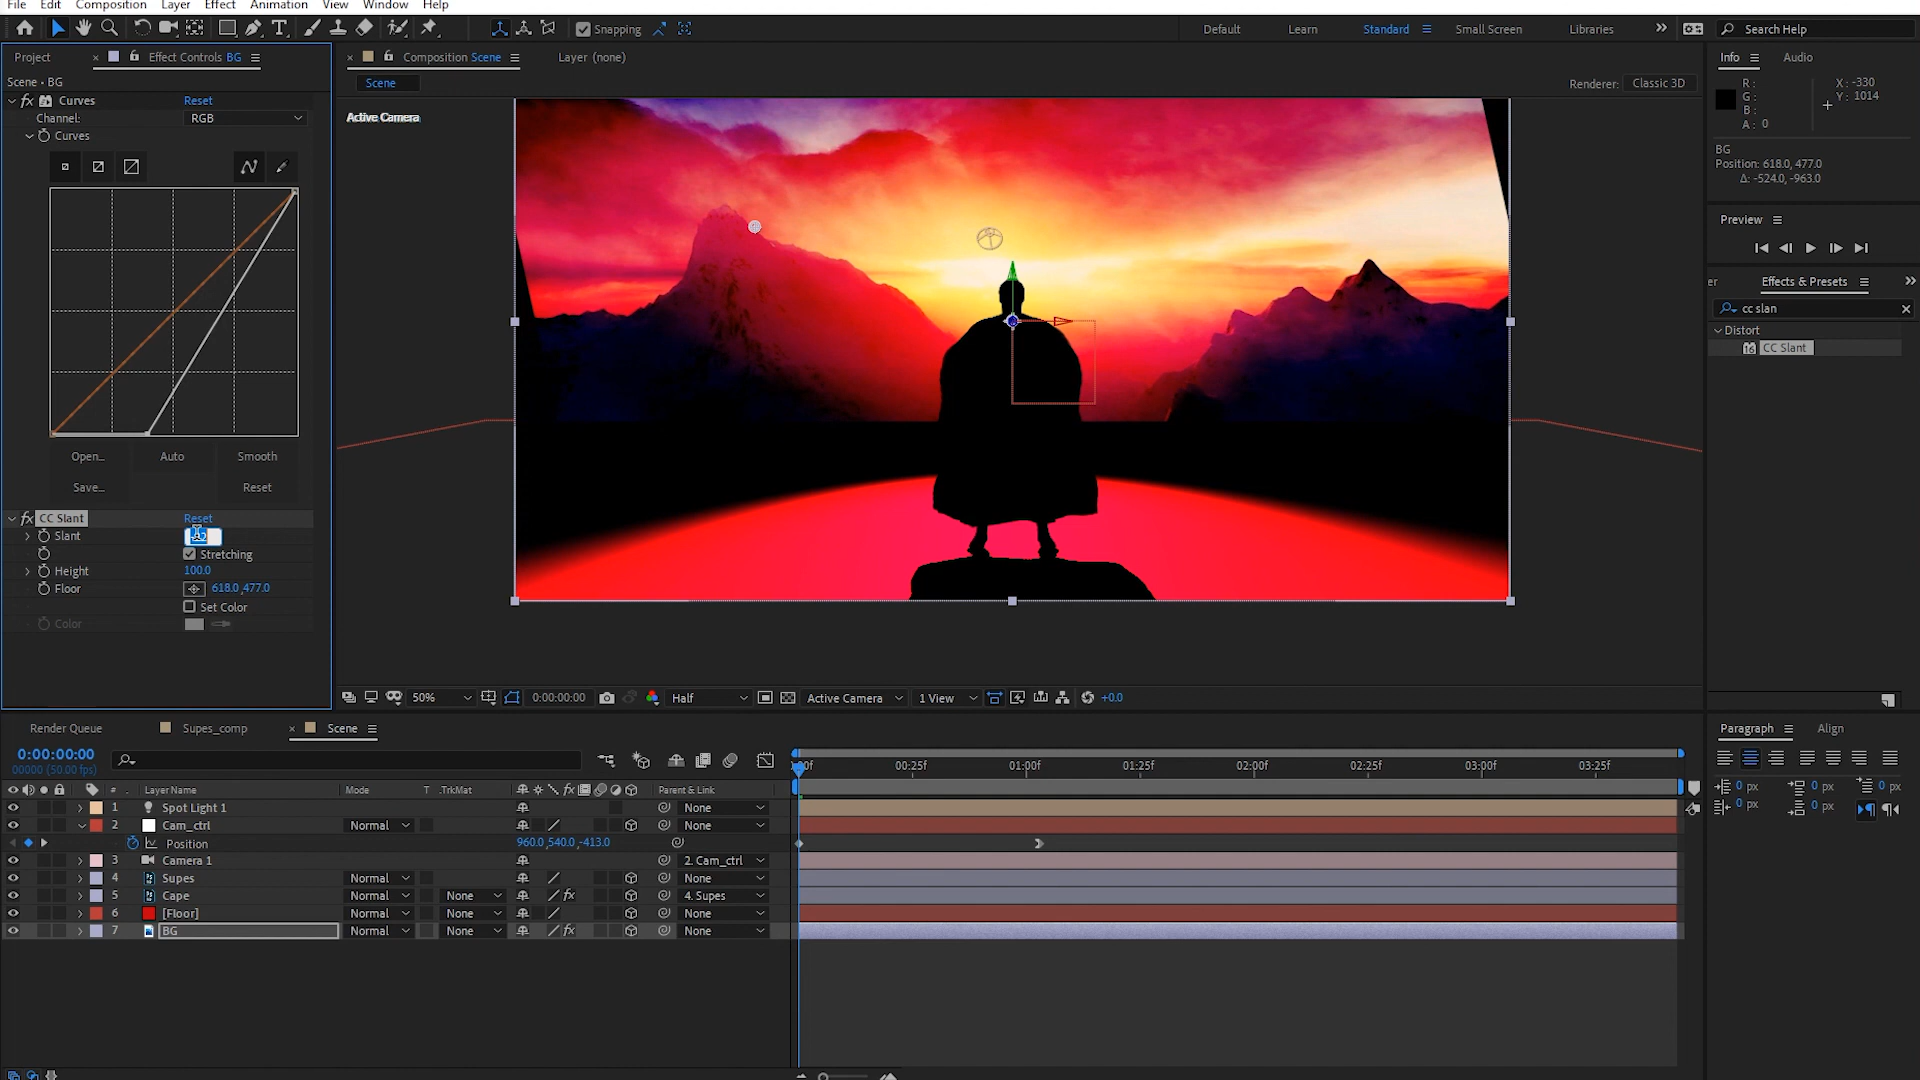 File Edit Composition Layer Effect Animation View Window Help
Snapping Default Learn Standard Small Screen Libraries Search Help
Project Effect Controls BG Composition Scene Layer (none) Info Audio
Scene • BG Scene Renderer: Classic 3D
Curves Reset
Channel: RGB
Curves
Active Camera
R: X: -330
G: Y: 1014
B:
A: 0
BG
Position: 618.0, 477.0
Δ: -524.0, -963.0
Preview
er Effects & Presets
cc slan
Distort
CC Slant
Open... Auto Smooth
Save... Reset
CC Slant Reset
Slant
Stretching
Height 100.0
Floor 618.0,477.0
Set Color
Color
50% 0:00:00:00 Half Active Camera 1 View +0.0
Render Queue Supes_comp Scene Paragraph Align
0:00:00:00
00000 (50.00 fps)
00f 00:25f 01:00f 01:25f 02:00f 02:25f 03:00f 03:25f
# Layer Name Mode T .TrkMat Parent & Link
0 px 0 px 0 px
0 px 0 px
1 Spot Light 1 None
2 Cam_ctrl Normal None
Position 960.0,540.0,-413.0
3 Camera 1 2. Cam_ctrl
4 Supes Normal None
5 Cape Normal None 4. Supes
6 [Floor] Normal None None
7 BG Normal None None